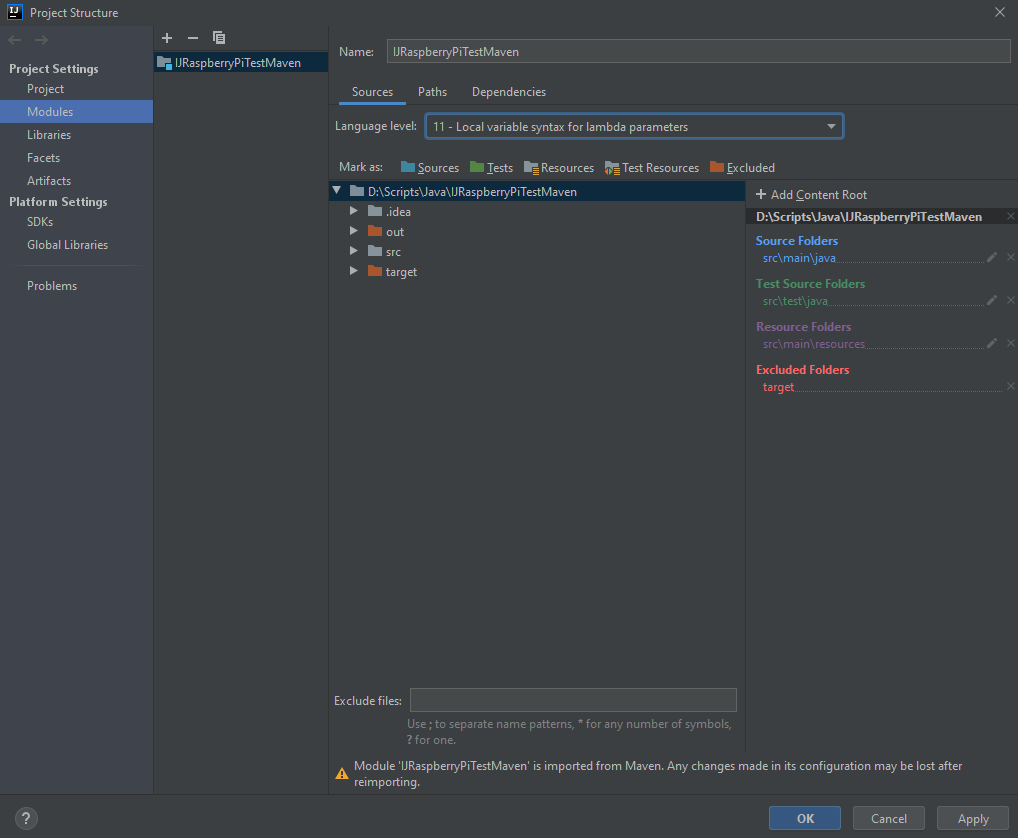 IJ Project Structure
Project Settings
Project
Modules
Libraries
Facets
Artifacts
Platform Settings
SDKs
Global Libraries
Problems
IJRaspberryPiTestMaven
Name: IJRaspberryPiTestMaven
Sources Paths Dependencies
Language level: 11 - Local variable syntax for lambda parameters
Mark as: Sources Tests Resources Test Resources Excluded
D:\Scripts\Java\IJRaspberryPiTestMaven
.idea
out
src
target
+ Add Content Root
D:\Scripts\Java\IJRaspberryPiTestMaven
Source Folders
src\main\java
Test Source Folders
src\test\java
Resource Folders
src\main\resources
Excluded Folders
target
Exclude files:
Use ; to separate name patterns, * for any number of symbols,
? for one.
Module 'IJRaspberryPiTestMaven' is imported from Maven. Any changes made in its configuration may be lost after
reimporting.
? OK Cancel Apply